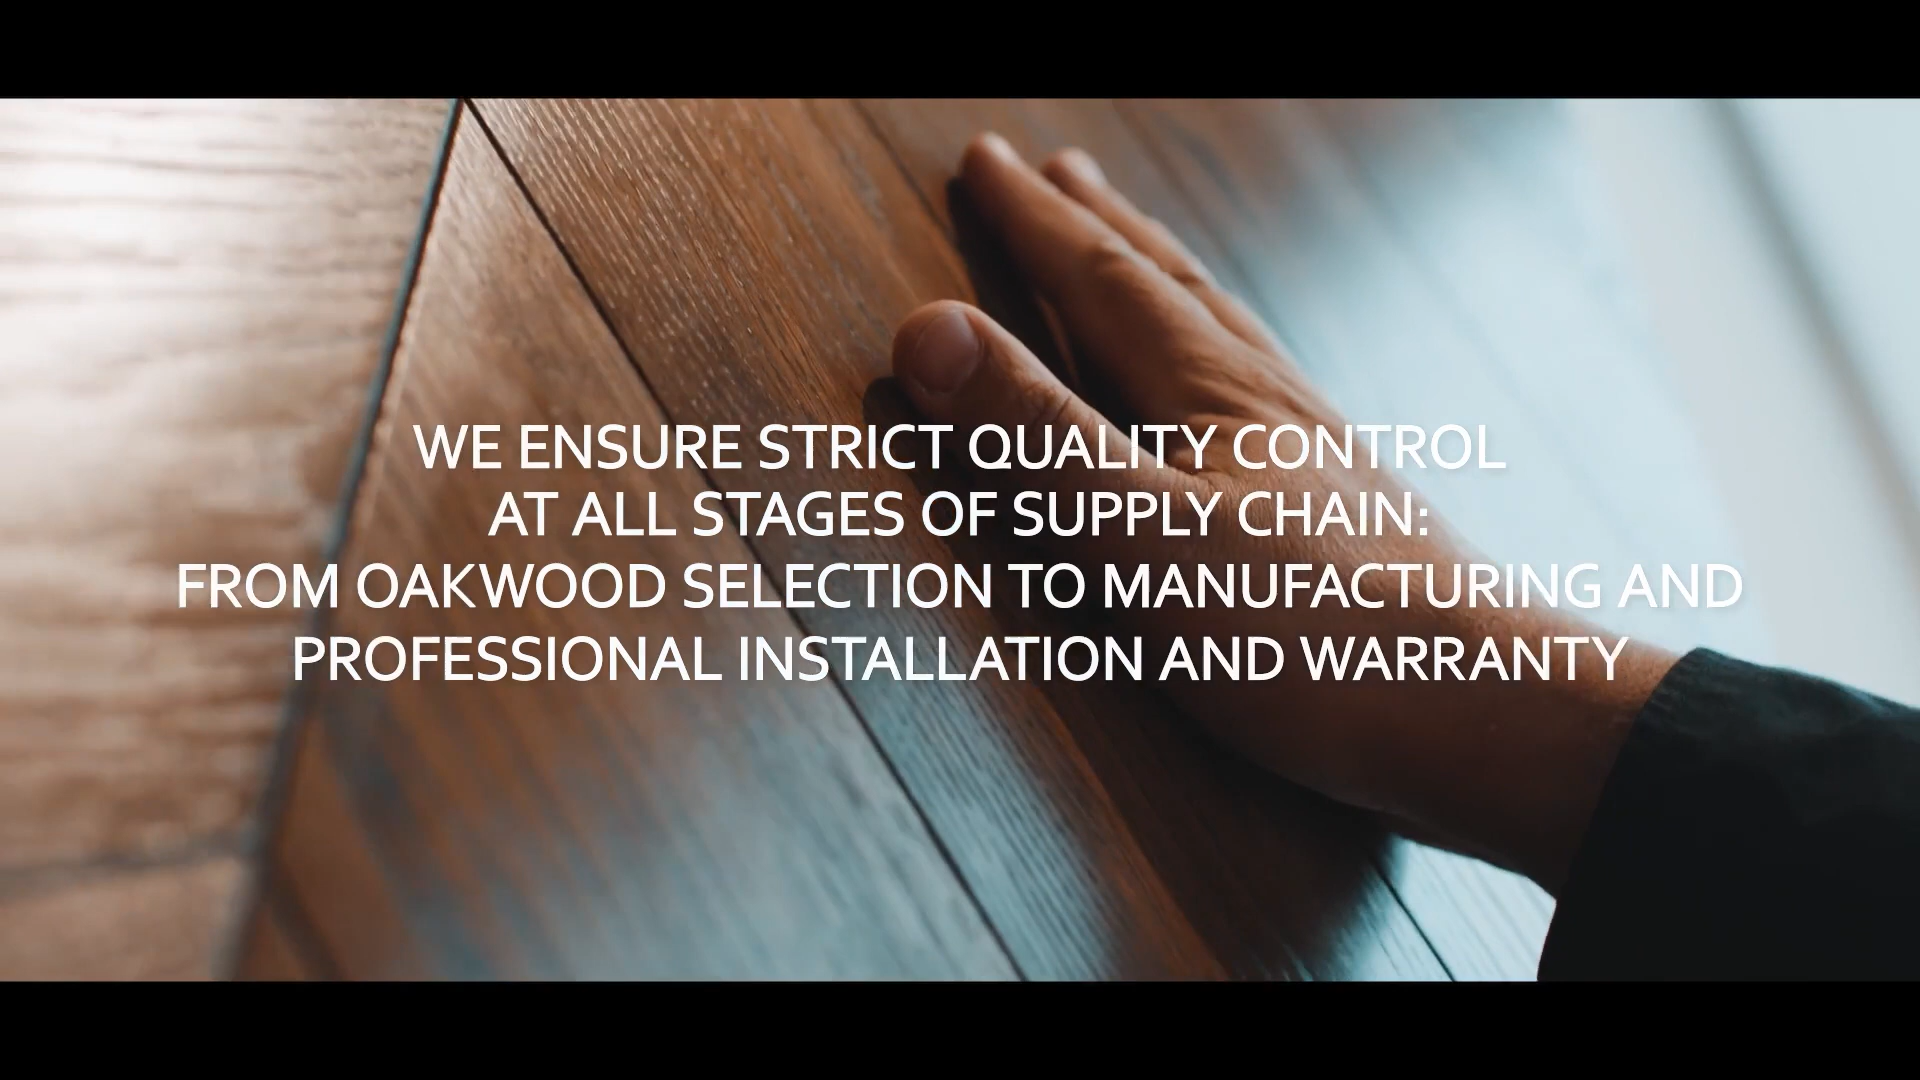 WE ENSURE STRICT QUALITY CONTROL
AT ALL STAGES OF SUPPLY CHAIN:
FROM OAKWOOD SELECTION TO MANUFACTURING AND
PROFESSIONAL INSTALLATION AND WARRANTY